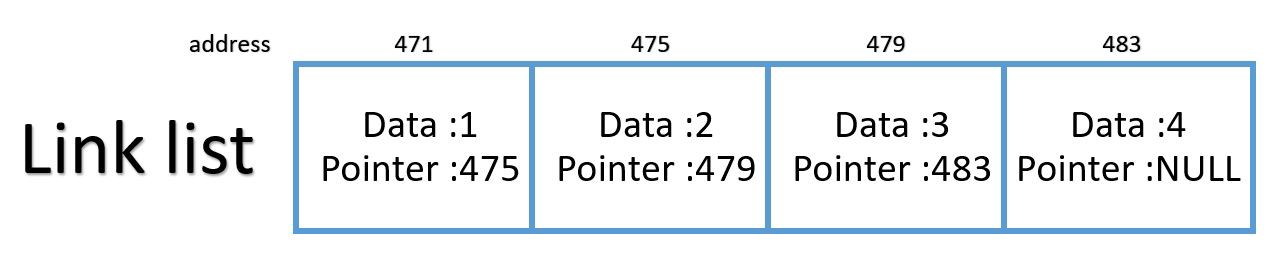 address 471 475 479 483
Link list
Data :1 Data :2 Data :3 Data :4
Pointer :475 Pointer :479 Pointer :483 Pointer :NULL